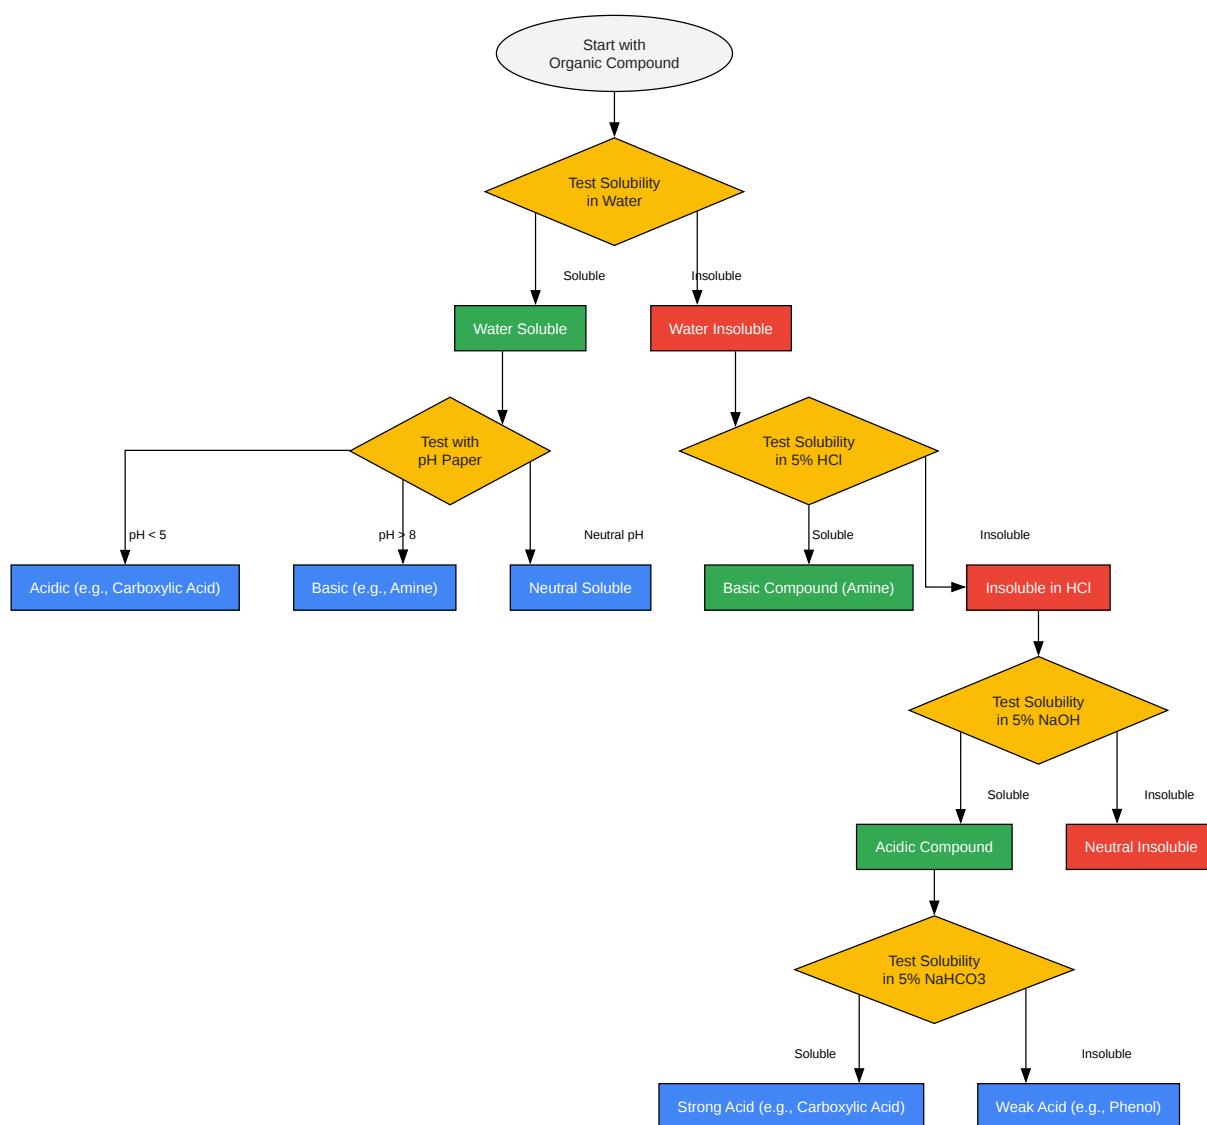 Start with
Organic Compound
Test Solubility
in Water
Soluble
Insoluble
Water Soluble
Water Insoluble
Test with
pH Paper
Test Solubility
in 5% HCl
pH < 5
pH > 8
Neutral pH
Soluble
Insoluble
Acidic (e.g., Carboxylic Acid)
Basic (e.g., Amine)
Neutral Soluble
Basic Compound (Amine)
Insoluble in HCl
Test Solubility
in 5% NaOH
Soluble
Insoluble
Acidic Compound
Neutral Insoluble
Test Solubility
in 5% NaHCO3
Soluble
Insoluble
Strong Acid (e.g., Carboxylic Acid)
Weak Acid (e.g., Phenol)